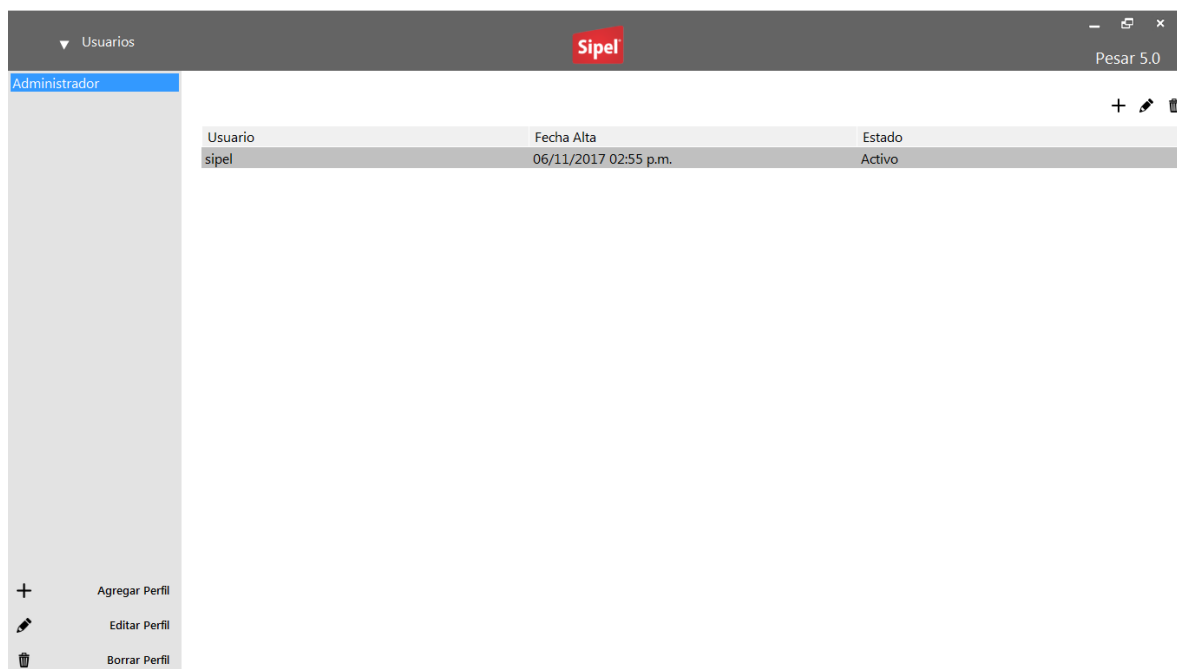 Usuarios
Sipel
Pesar 5.0
Administrador
Usuario Fecha Alta Estado
sipel 06/11/2017 02:55 p.m. Activo
Agregar Perfil
Editar Perfil
Borrar Perfil